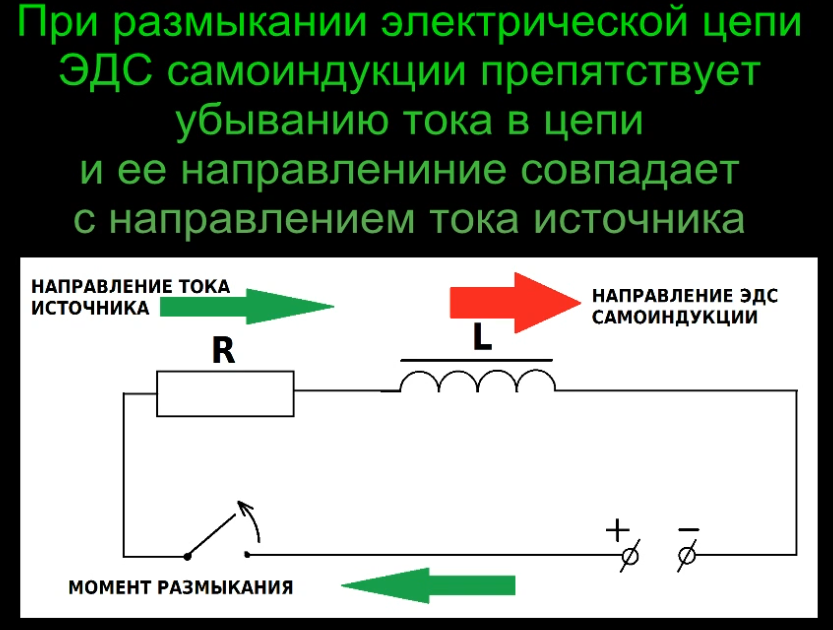 При размыкании электрической цепи
ЭДС самоиндукции препятствует
убыванию тока в цепи
и ее направлениние совпадает
с направлением тока источника
НАПРАВЛЕНИЕ ТОКА
ИСТОЧНИКА
НАПРАВЛЕНИЕ ЭДС
САМОИНДУКЦИИ
R
L
+ −
МОМЕНТ РАЗМЫКАНИЯ